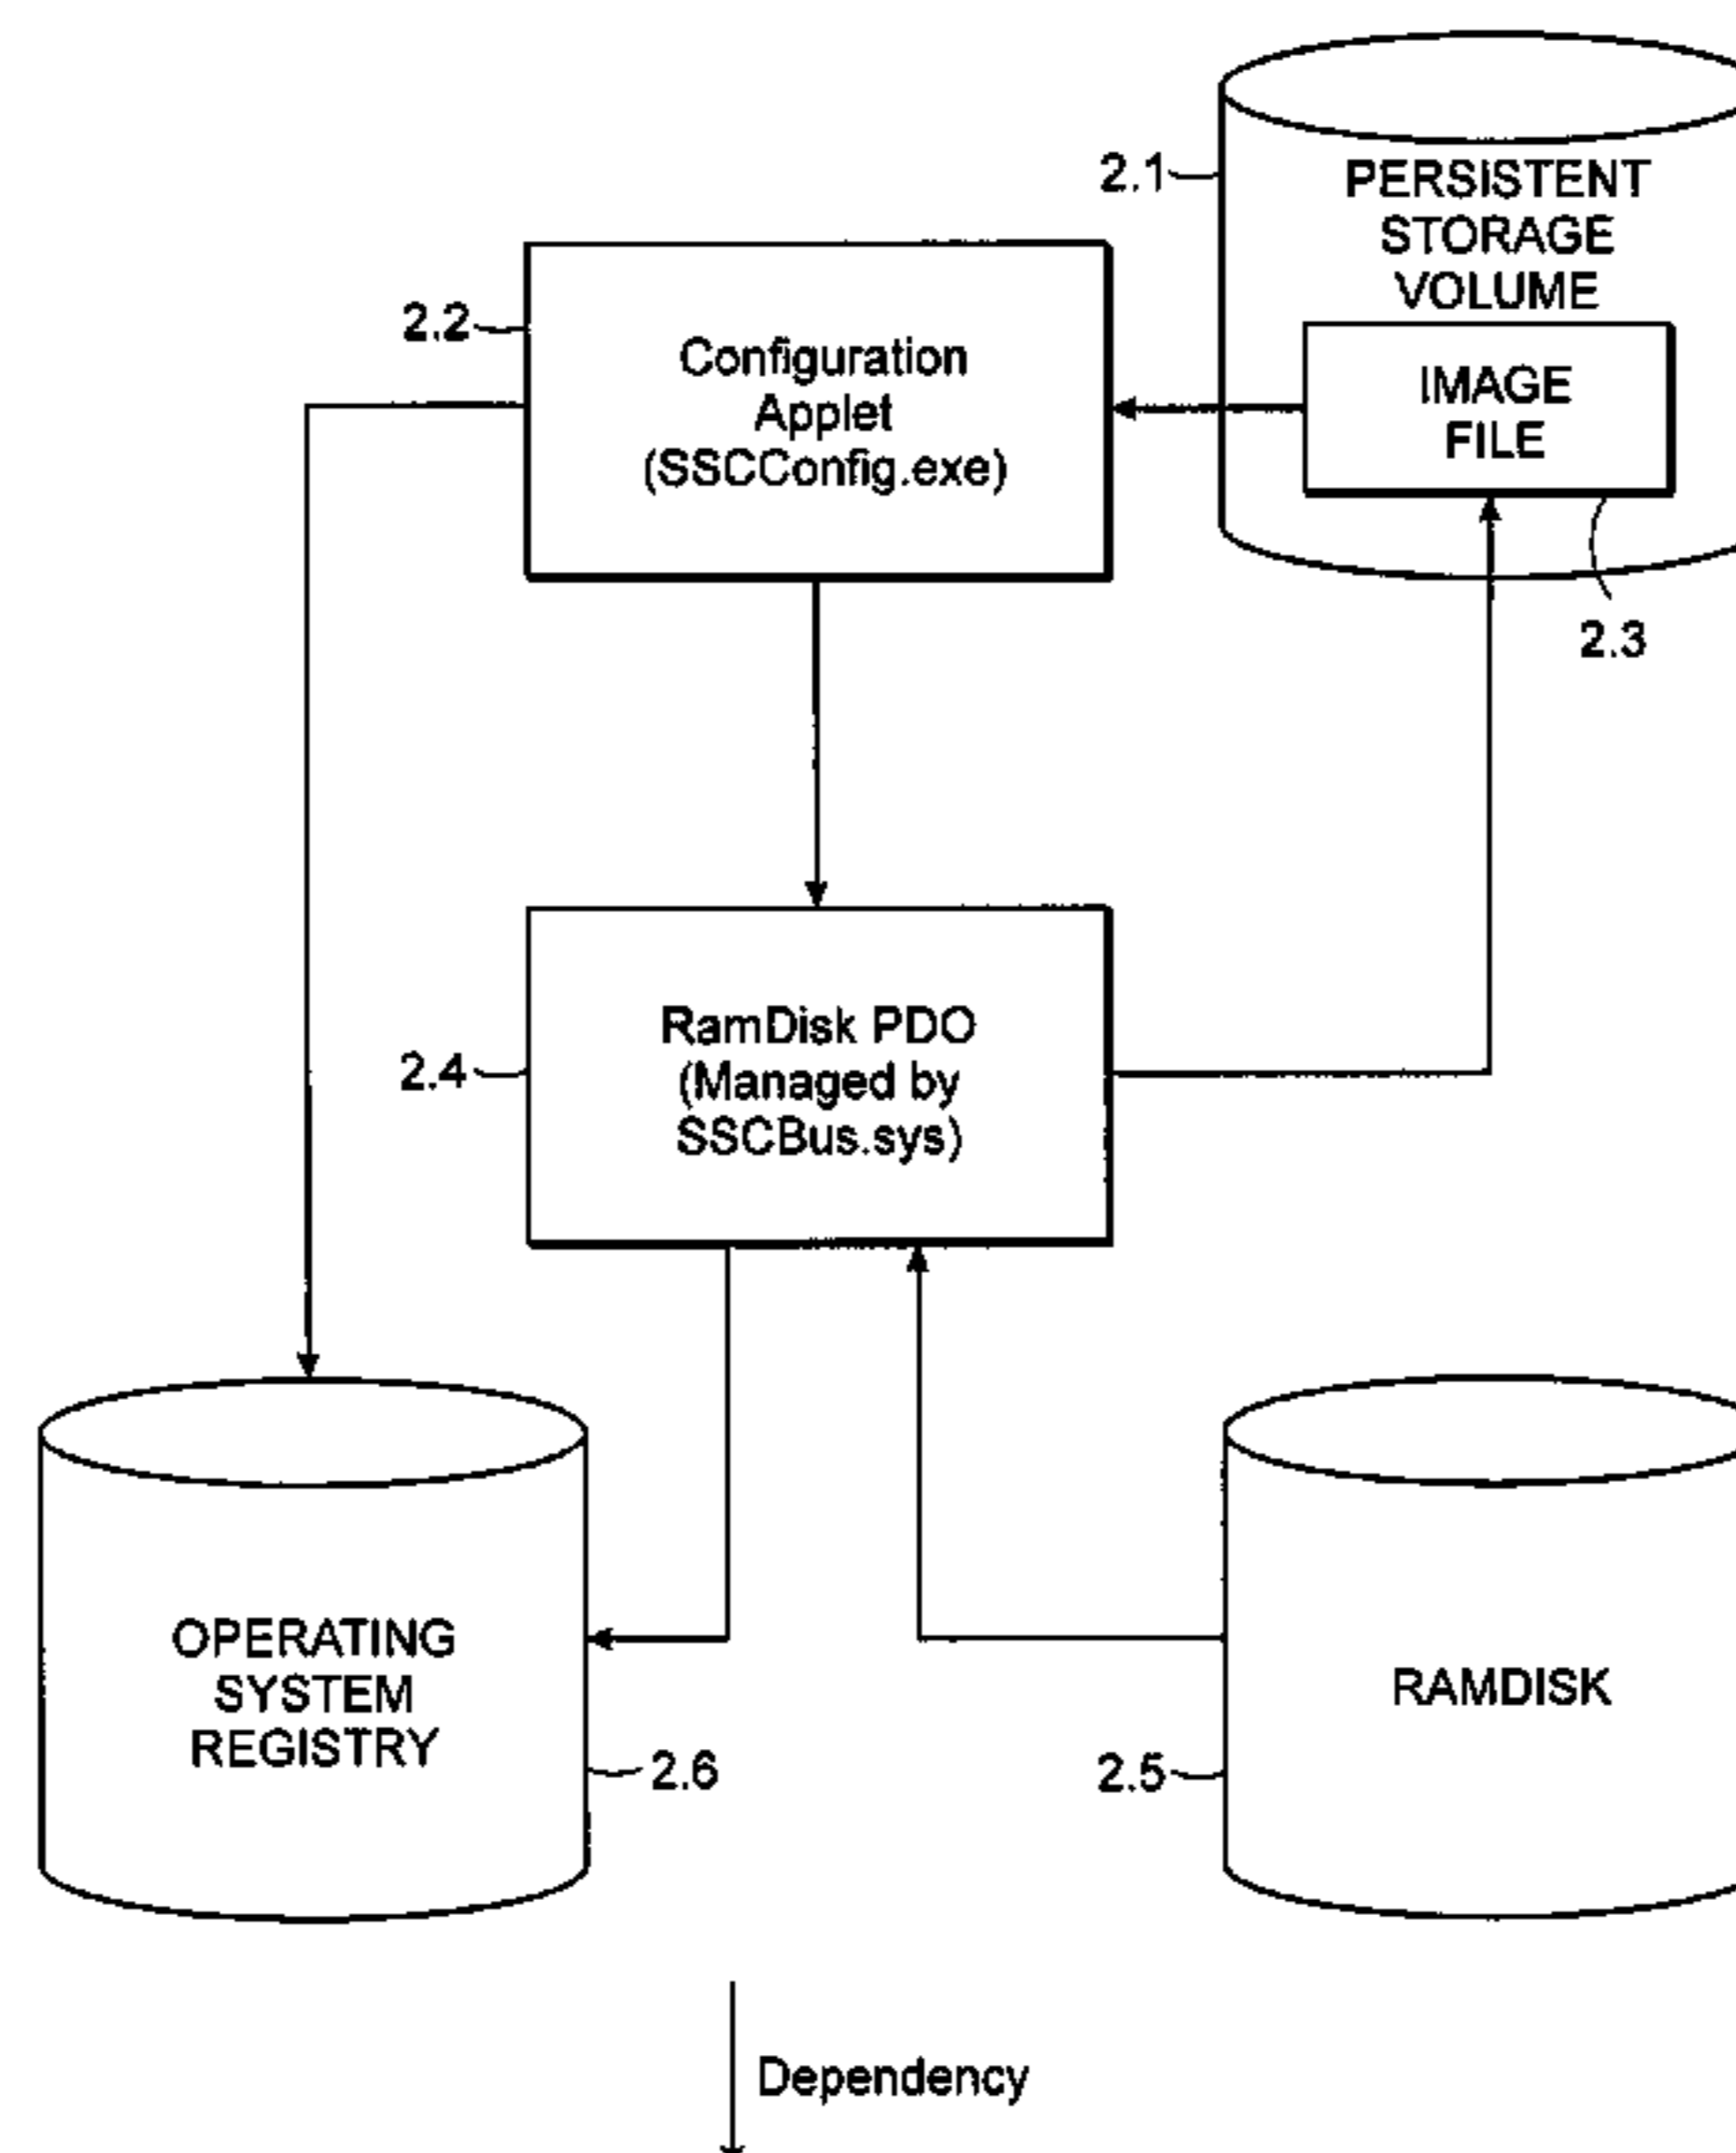 2.1
PERSISTENT
STORAGE
VOLUME
IMAGE
FILE
2.3
2.2
Configuration
Applet
(SSCConfig.exe)
2.4
RamDisk PDO
(Managed by
SSCBus.sys)
OPERATING
SYSTEM
REGISTRY
2.6
2.5
RAMDISK
Dependency